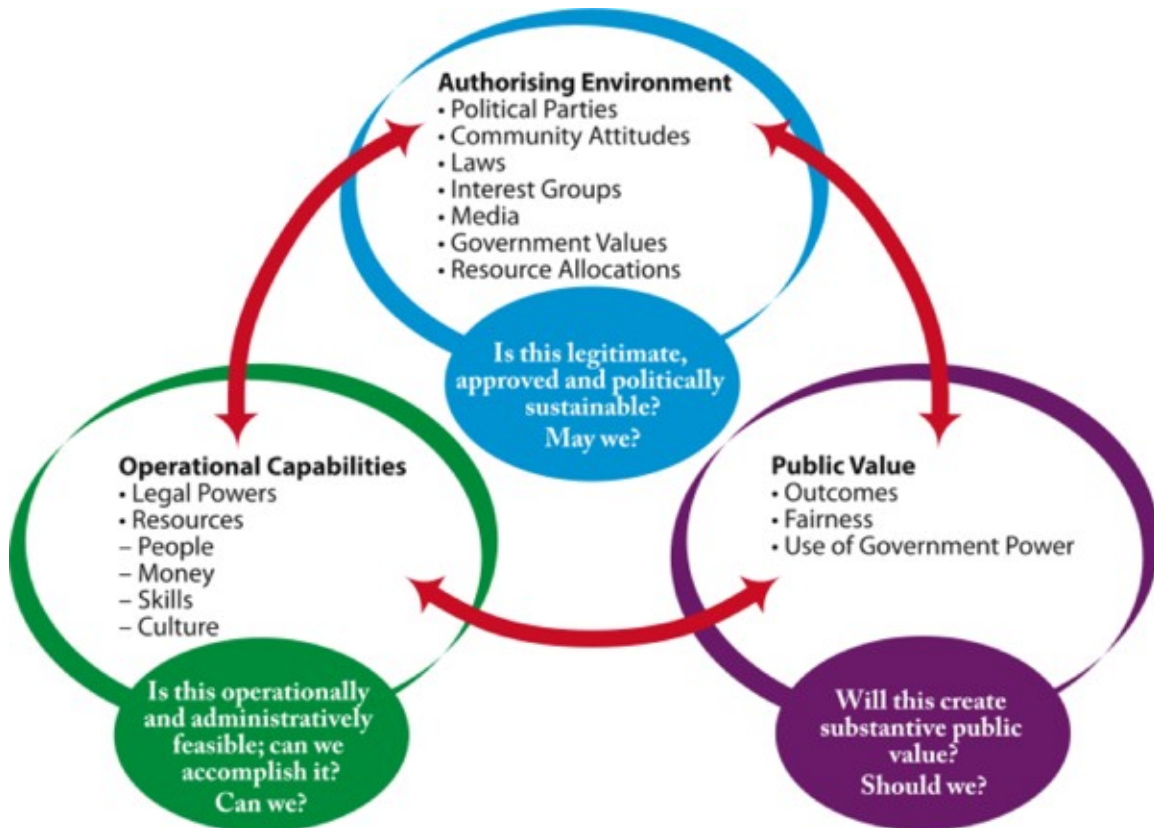 Authorising Environment
• Political Parties
• Community Attitudes
• Laws
• Interest Groups
• Media
• Government Values
• Resource Allocations
Is this legitimate,
approved and politically
sustainable?
May we?
Operational Capabilities
• Legal Powers
• Resources
– People
– Money
– Skills
– Culture
Is this operationally
and administratively
feasible; can we
accomplish it?
Can we?
Public Value
• Outcomes
• Fairness
• Use of Government Power
Will this create
substantive public
value?
Should we?